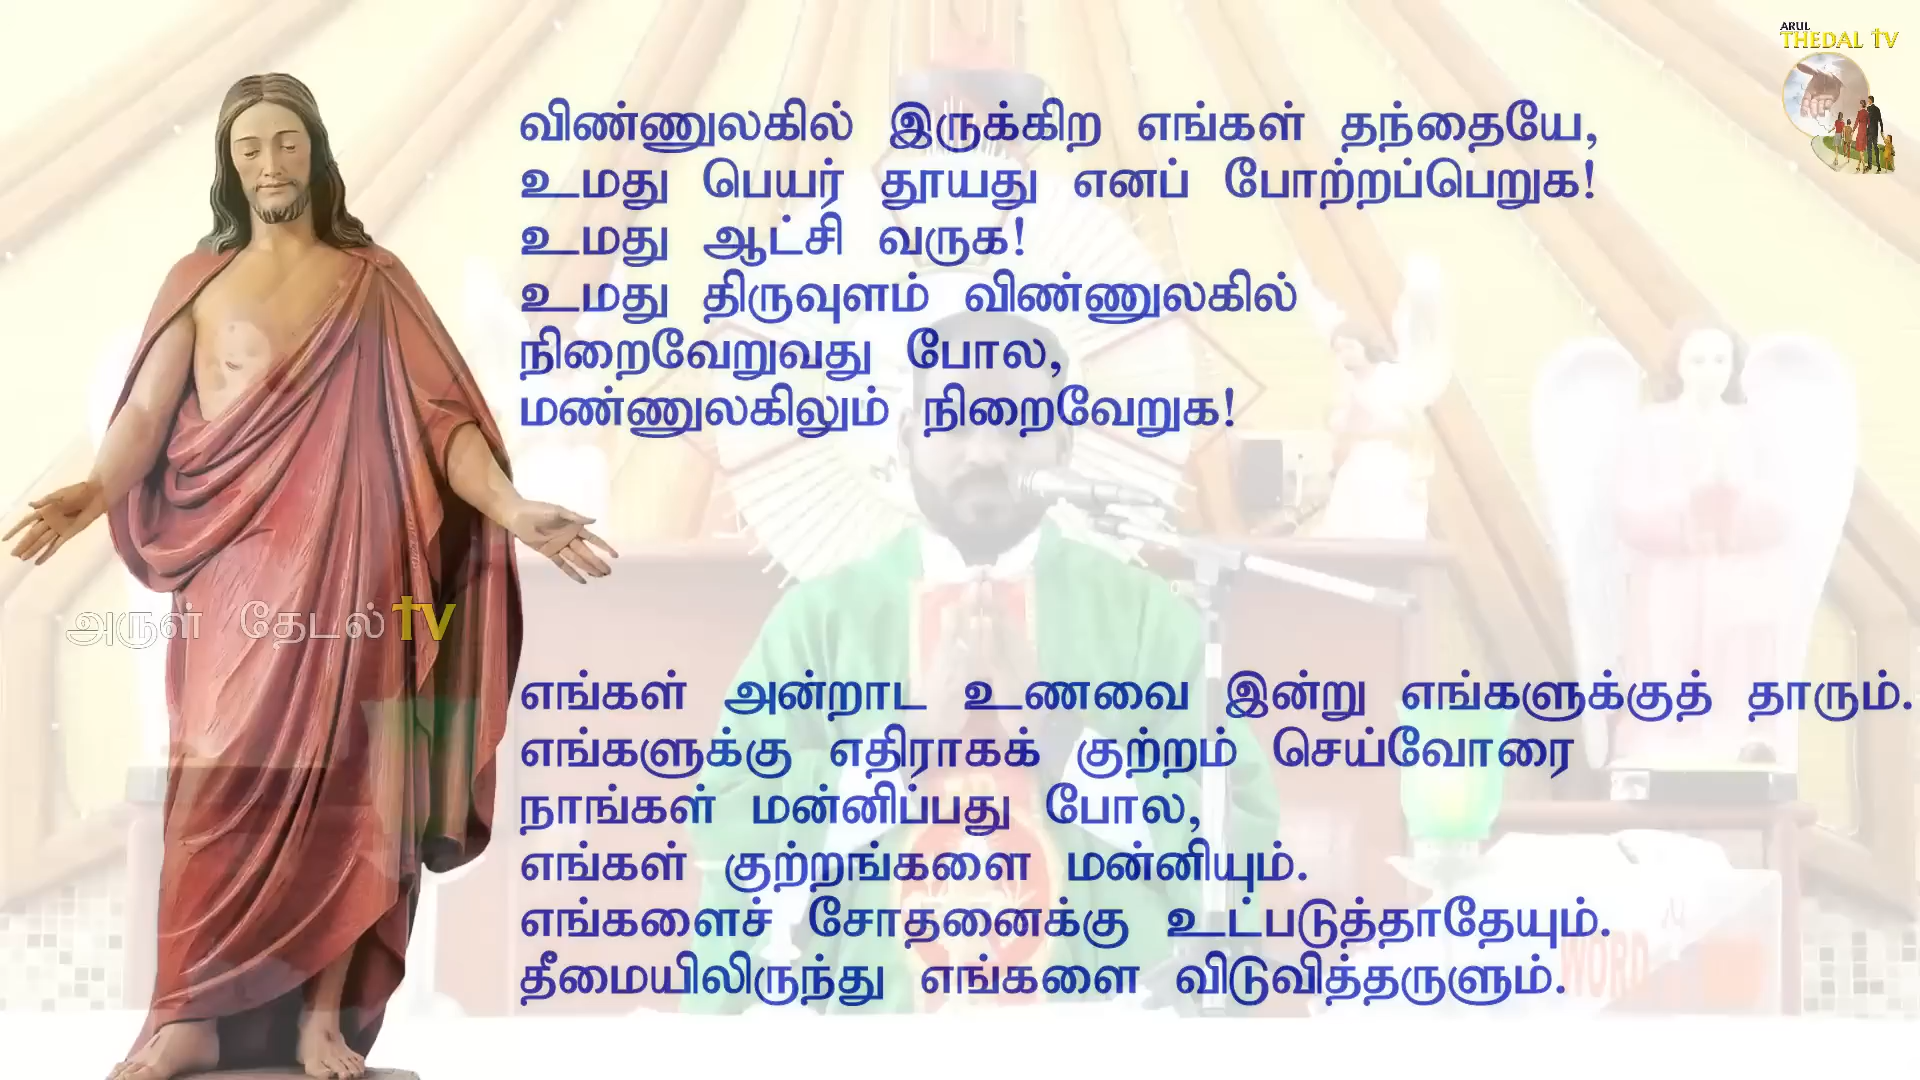 ARUL
THEDAL TV
விண்ணுலகில் இருக்கிற எங்கள் தந்தையே,
உமது பெயர் தூயது எனப் போற்றப்பெறுக!
உமது ஆட்சி வருக!
உமது திருவுளம் விண்ணுலகில்
நிறைவேறுவது போல,
மண்ணுலகிலும் நிறைவேறுக!
அருள் தேடல் TV
எங்கள் அன்றாட உணவை இன்று எங்களுக்குத் தாரும்.
எங்களுக்கு எதிராகக் குற்றம் செய்வோரை
நாங்கள் மன்னிப்பது போல,
எங்கள் குற்றங்களை மன்னியும்.
எங்களைச் சோதனைக்கு உட்படுத்தாதேயும்.
தீமையிலிருந்து எங்களை விடுவித்தருளும்.
WORD